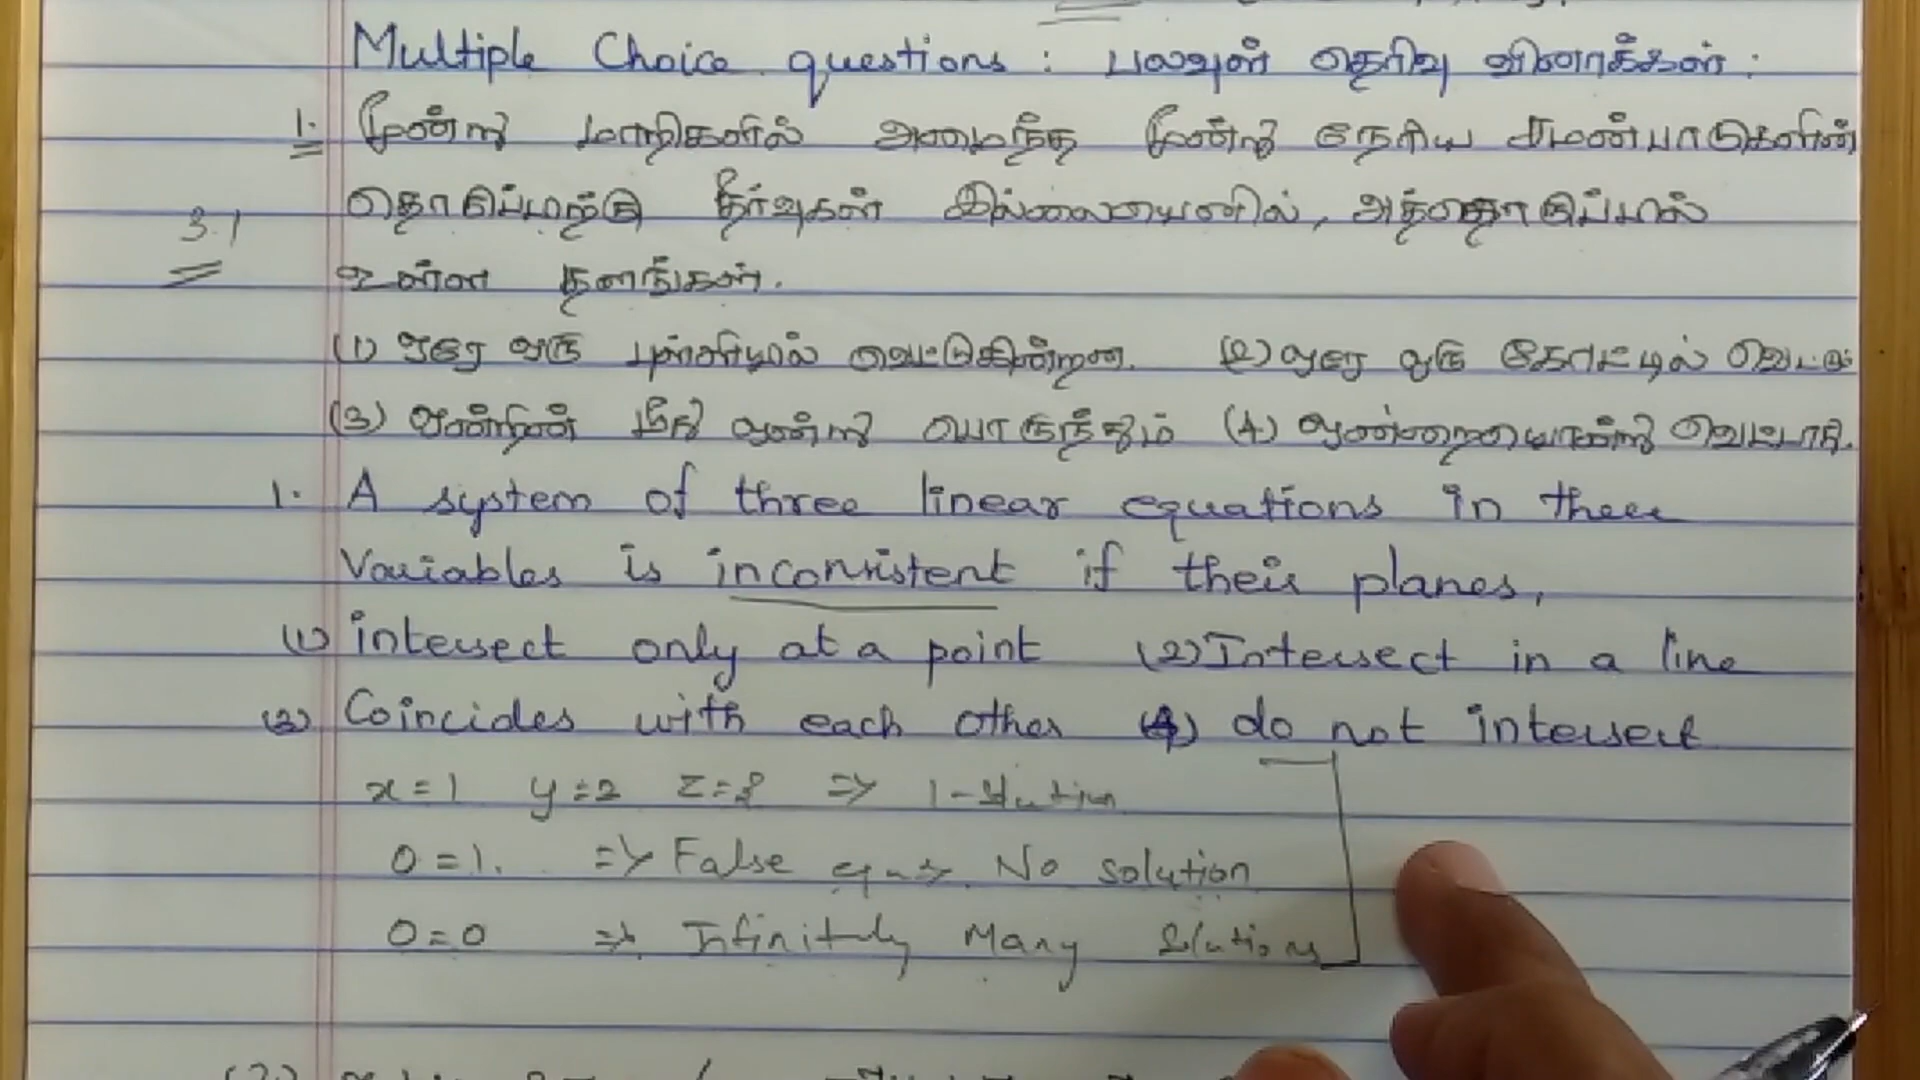 Multiple Choice questions : பலவுள் தெரிவு வினாக்கள் :
1. மூன்று மாறிகளில் அமைந்த மூன்று நேரிய சமன்பாடுகளின்
தொகுப்பிற்கு தீர்வுகள் இல்லையெனில், அத்தொகுப்பில்
3.1
உள்ள தளங்கள்.
(1) ஒரே ஒரு புள்ளியில் வெட்டுகின்றன. (2) ஒரே ஒரு கோட்டில் வெட்டும்
(3) ஒன்றின் மீது ஒன்று பொருந்தும் (4) ஒன்றையொன்று வெட்டாது.
1. A system of three linear equations in three
Variables is inconsistent if their planes,
(1) intersect only at a point (2) Intersect in a line
(3) Coincides with each other (4) do not intersect
x=1 y=2 z=3 => 1-Slution
0=1. => False equ => No solution
0=0 => Infinitely Many Slutions